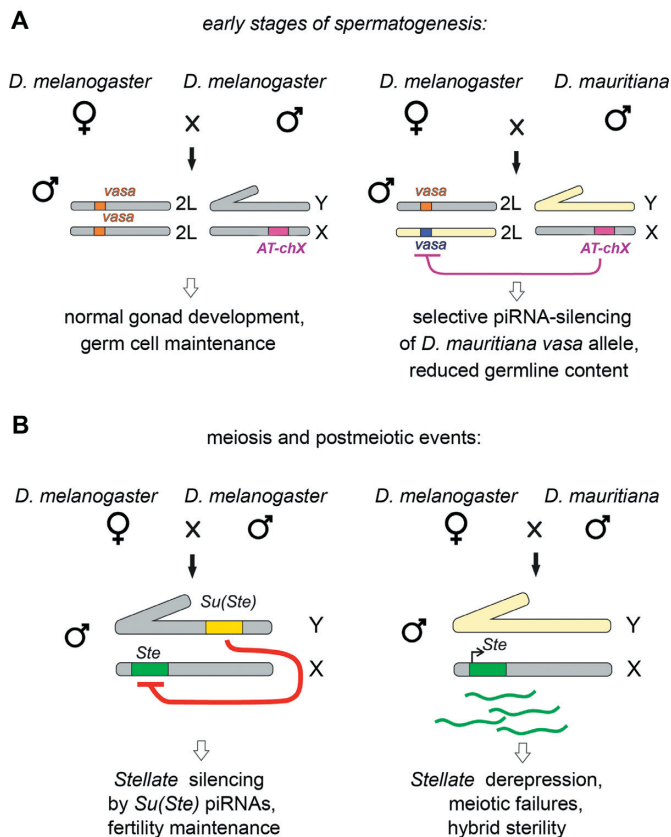 A
early stages of spermatogenesis:
D. melanogaster D. melanogaster D. melanogaster D. mauritiana
♀ X ♂ ♀ X ♂
♂ vasa 2L Y
vasa 2L X
AT-chX
♂ vasa 2L Y
vasa 2L X
AT-chX
normal gonad development,
germ cell maintenance
selective piRNA-silencing
of D. mauritiana vasa allele,
reduced germline content
B
meiosis and postmeiotic events:
D. melanogaster D. melanogaster D. melanogaster D. mauritiana
♀ X ♂ ♀ X ♂
Su(Ste)
♂ Y
Ste X
♂ Y
Ste X
Stellate silencing
by Su(Ste) piRNAs,
fertility maintenance
Stellate derepression,
meiotic failures,
hybrid sterility